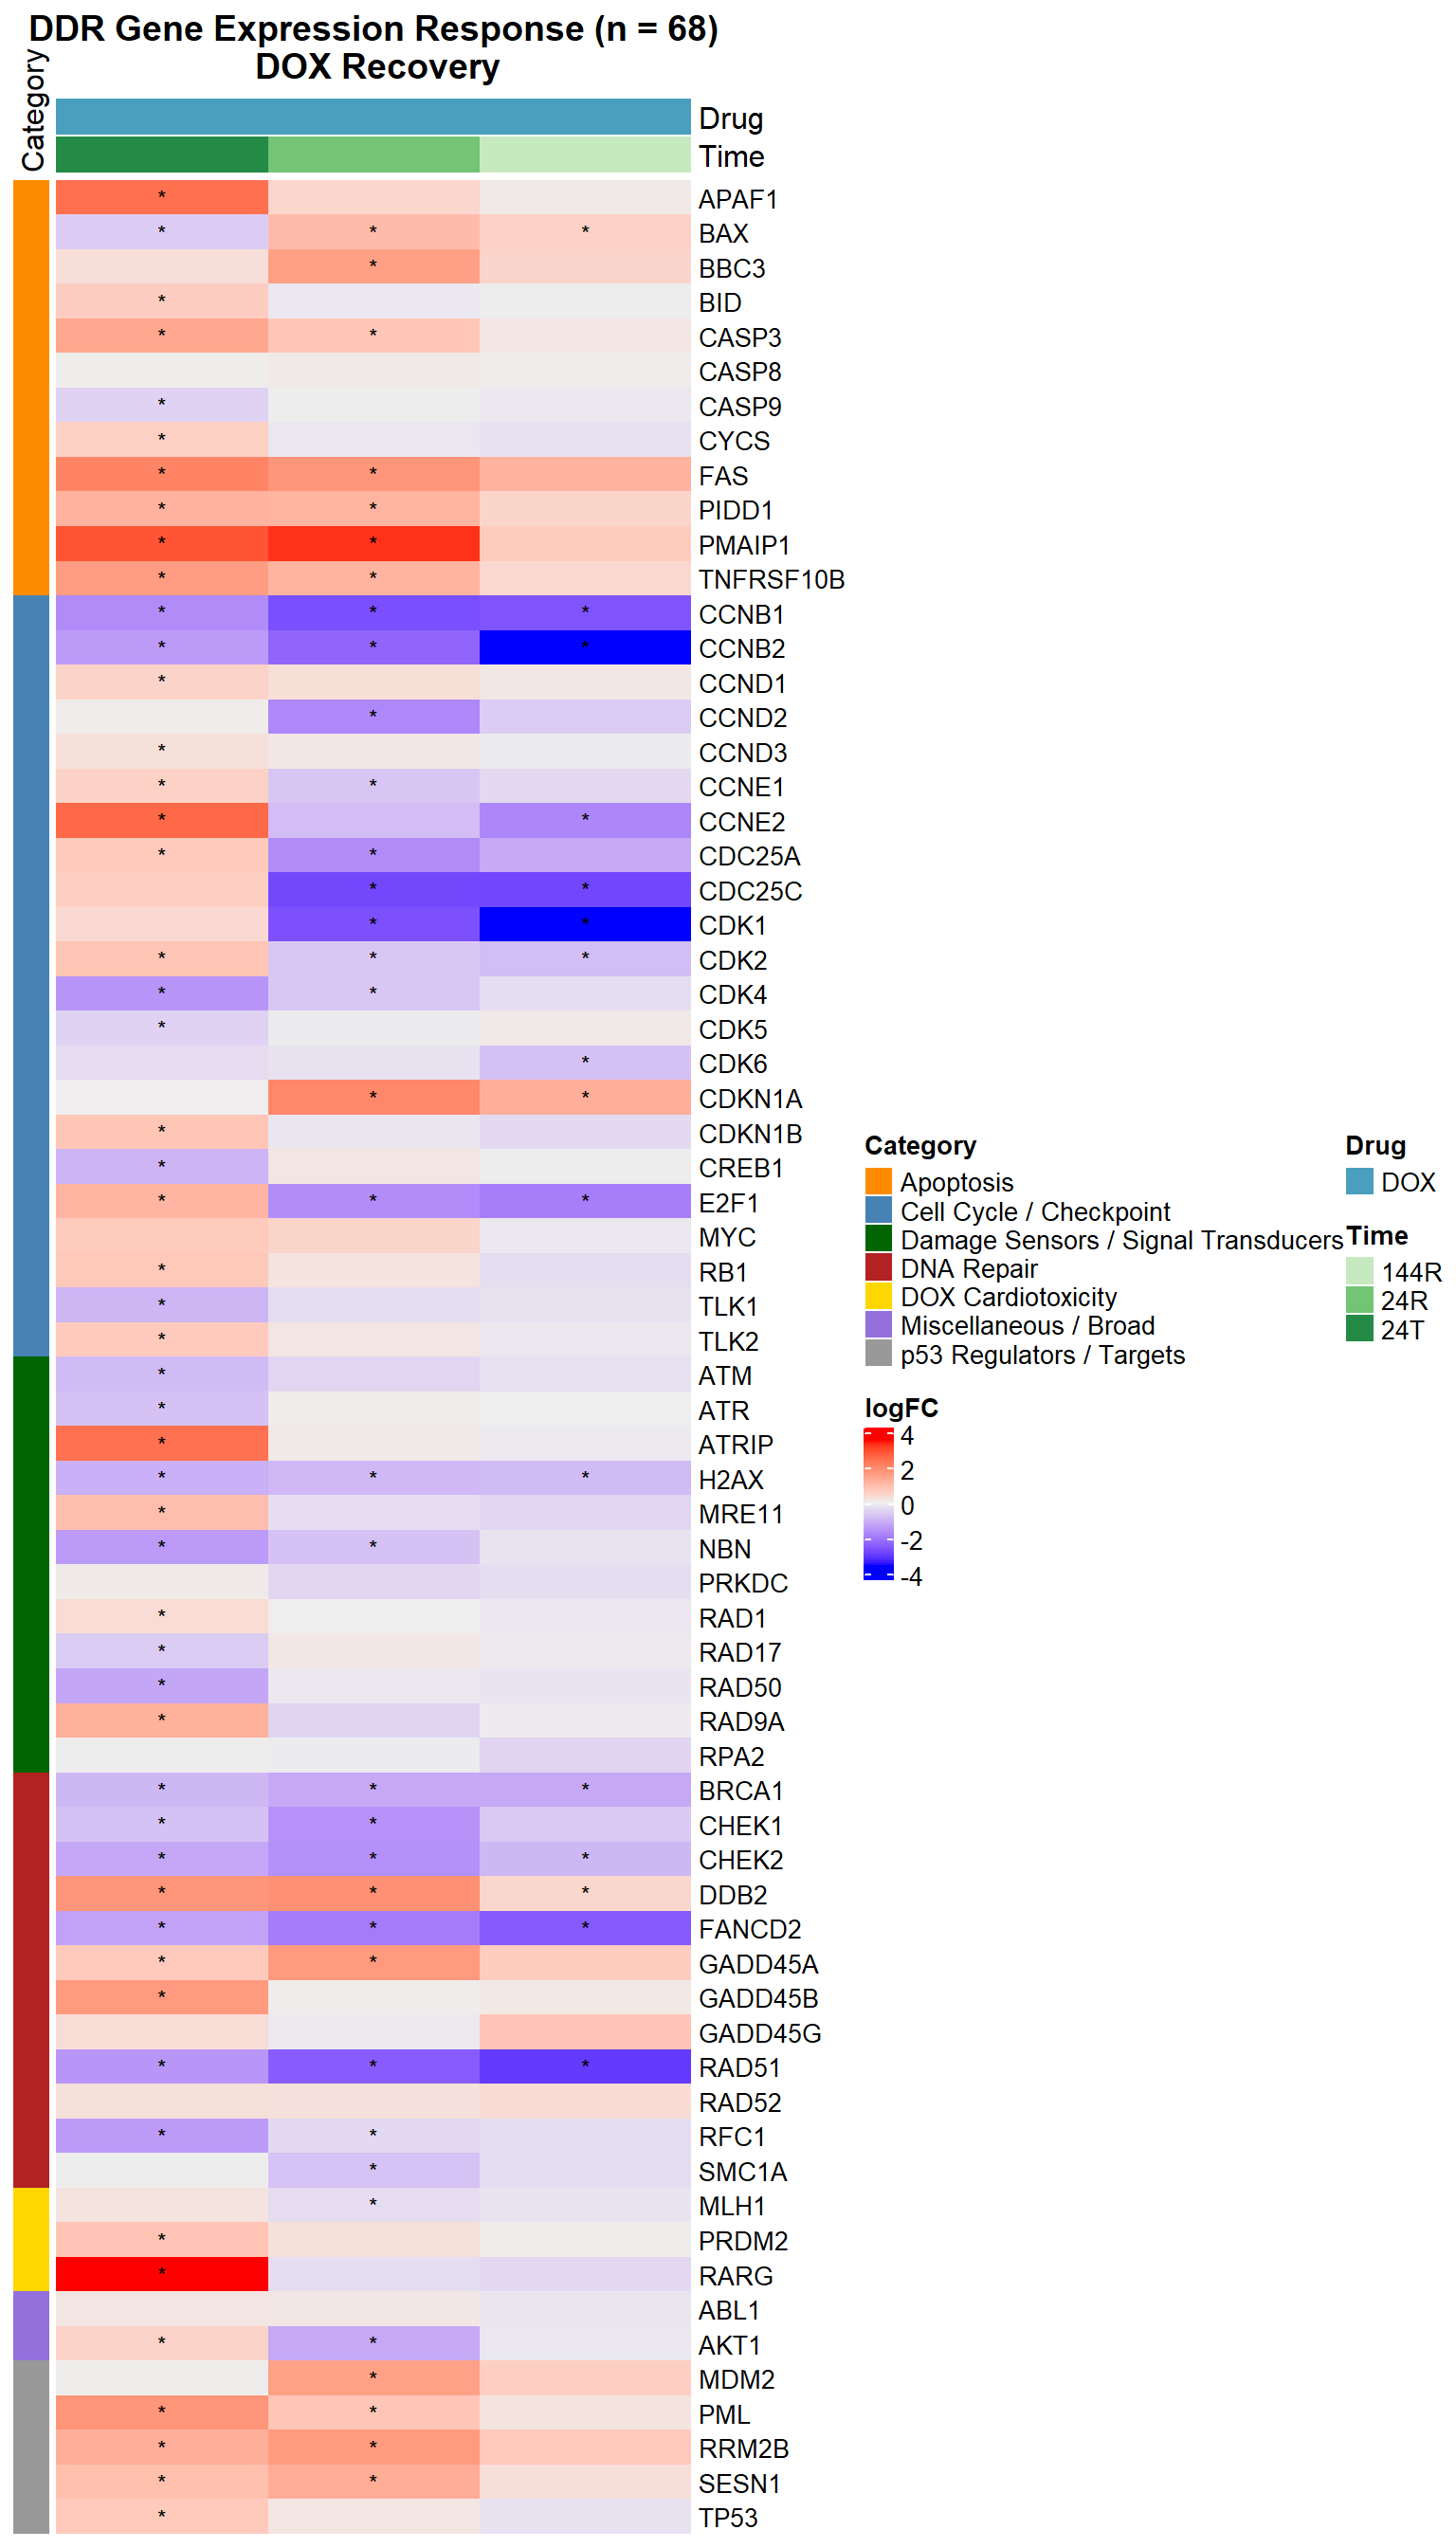 DDR Gene Expression Response (n = 68)
DOX Recovery
Category
Drug
Time
*
APAF1
* * *
BAX
*
BBC3
*
BID
* *
CASP3
CASP8
*
CASP9
*
CYCS
* *
FAS
* *
PIDD1
* *
PMAIP1
* *
TNFRSF10B
* * *
CCNB1
* * *
CCNB2
*
CCND1
*
CCND2
*
CCND3
* *
CCNE1
* *
CCNE2
* *
CDC25A
* *
CDC25C
* *
CDK1
* * *
CDK2
* *
CDK4
*
CDK5
*
CDK6
* *
CDKN1A
*
CDKN1B
*
CREB1
* * *
E2F1
MYC
*
RB1
*
TLK1
*
TLK2
*
ATM
*
ATR
*
ATRIP
* * *
H2AX
*
MRE11
* *
NBN
PRKDC
*
RAD1
*
RAD17
*
RAD50
*
RAD9A
RPA2
* * *
BRCA1
* *
CHEK1
* * *
CHEK2
* * *
DDB2
* * *
FANCD2
* *
GADD45A
*
GADD45B
GADD45G
* * *
RAD51
RAD52
* *
RFC1
*
SMC1A
*
MLH1
*
PRDM2
*
RARG
ABL1
* *
AKT1
*
MDM2
* *
PML
* *
RRM2B
* *
SESN1
*
TP53
Category
Apoptosis
Cell Cycle / Checkpoint
Damage Sensors / Signal Transducers
DNA Repair
DOX Cardiotoxicity
Miscellaneous / Broad
p53 Regulators / Targets
Drug
DOX
Time
144R
24R
24T
logFC
4
2
0
-2
-4